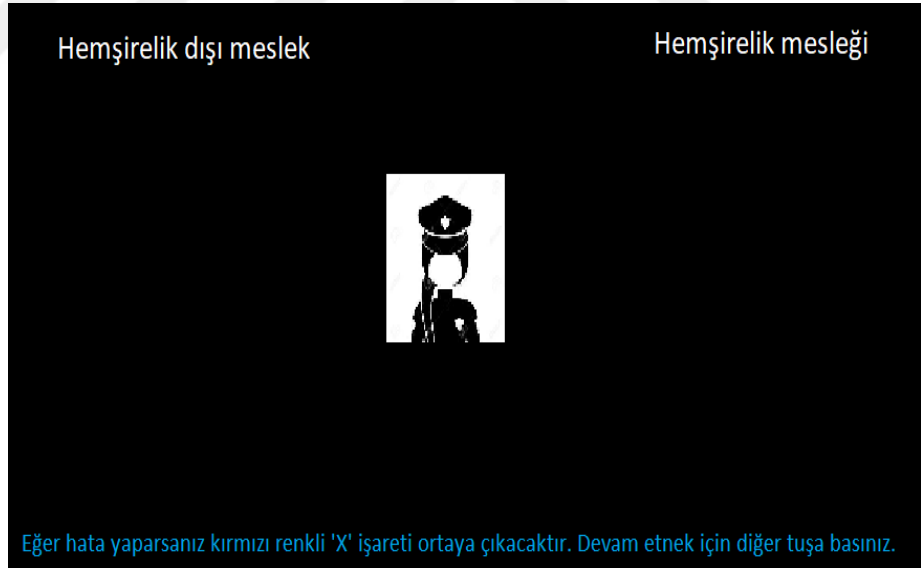 Hemşirelik dışı meslek
Hemşirelik mesleği
Eğer hata yaparsanız kırmızı renkli 'X' işareti ortaya çıkacaktır. Devam etnek için diğer tuşa basınız.